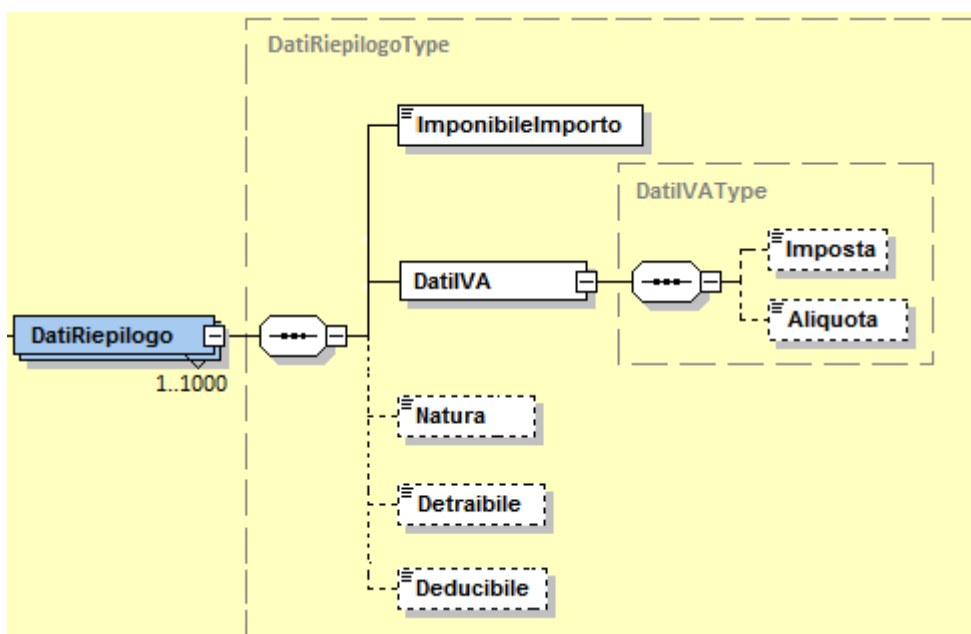 DatiRiepilogoType
ImponibileImporto
DatiIVAType
Imposta
DatiIVA
Aliquota
DatiRiepilogo
1..1000
Natura
Detraibile
Deducibile